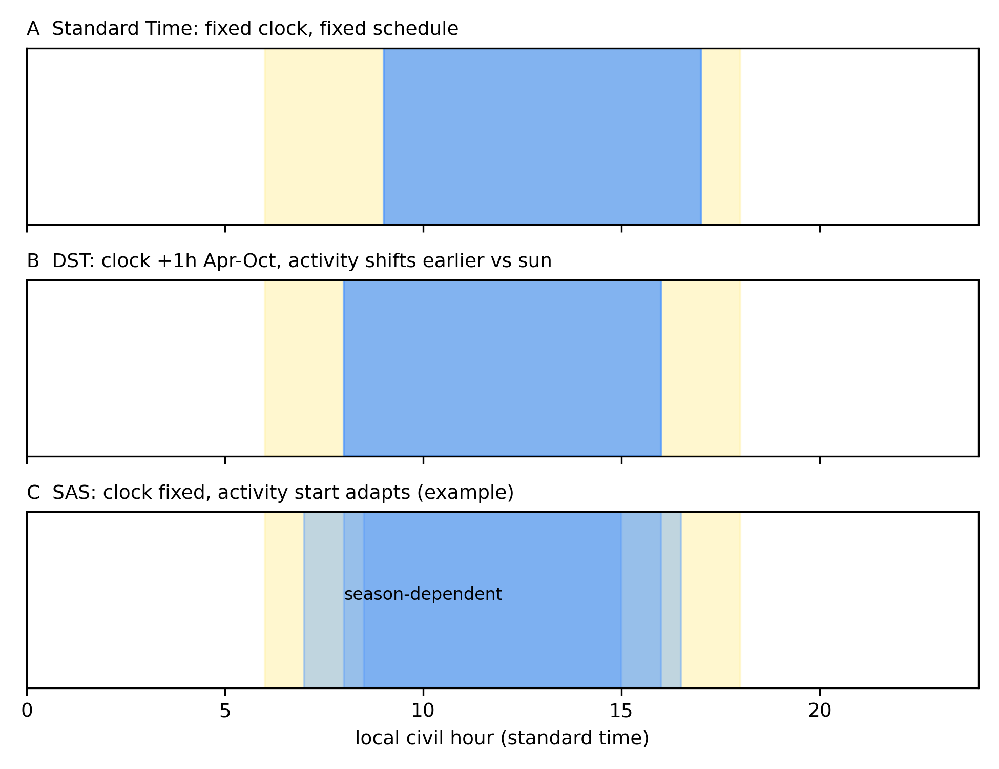 A  Standard Time: fixed clock, fixed schedule
B  DST: clock +1h Apr-Oct, activity shifts earlier vs sun
C  SAS: clock fixed, activity start adapts (example)
season-dependent
0 5 10 15 20
local civil hour (standard time)